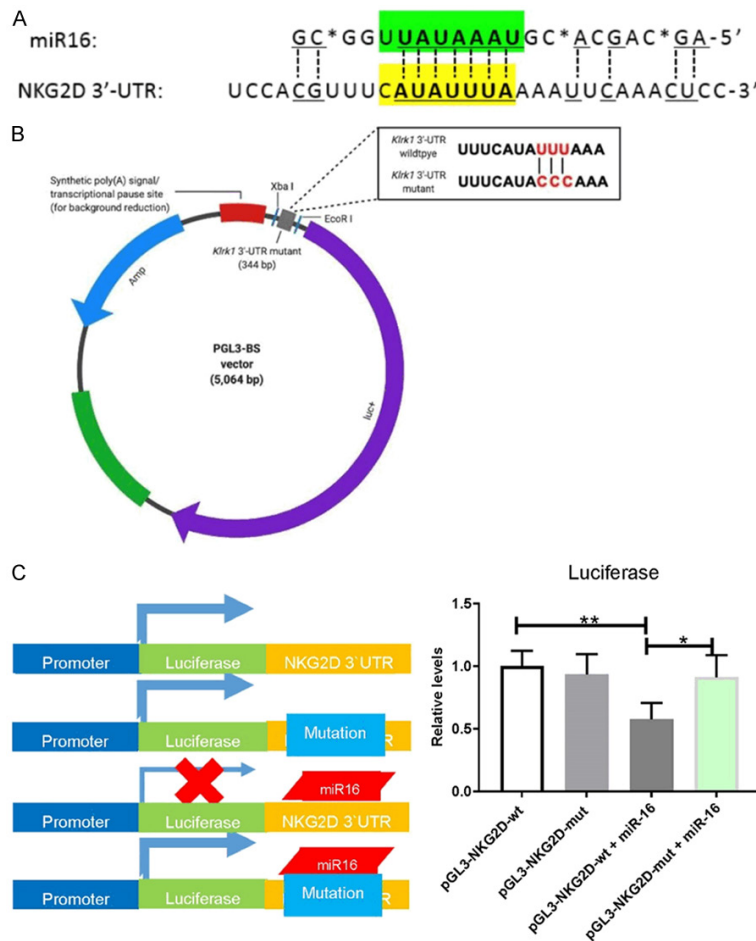 A
miR16: GC*GGUUAUAAAUGC*ACGAC*GA-5′
NKG2D 3′-UTR: UCCACGUUUCAUAUUUAAAAUUCAAACUCC-3′
B
Klrk1 3′-UTR
wildtpye
UUUCAUAUUUAAA
Klrk1 3′-UTR
mutant
UUUCAUACCCAAA
Synthetic poly(A) signal/
transcriptional pause site
(for background reduction)
Xba I
EcoR I
Klrk1 3′-UTR mutant
(344 bp)
Amp
PGL3-BS
vector
(5,064 bp)
luc+
C
Promoter Luciferase NKG2D 3`UTR
Promoter Luciferase Mutation R
miR16
Promoter Luciferase NKG2D 3`UTR
miR16
Promoter Luciferase Mutation R
Luciferase
Relative levels
1.5
1.0
0.5
0.0
**
*
pGL3-NKG2D-wt
pGL3-NKG2D-mut
pGL3-NKG2D-wt + miR-16
pGL3-NKG2D-mut + miR-16